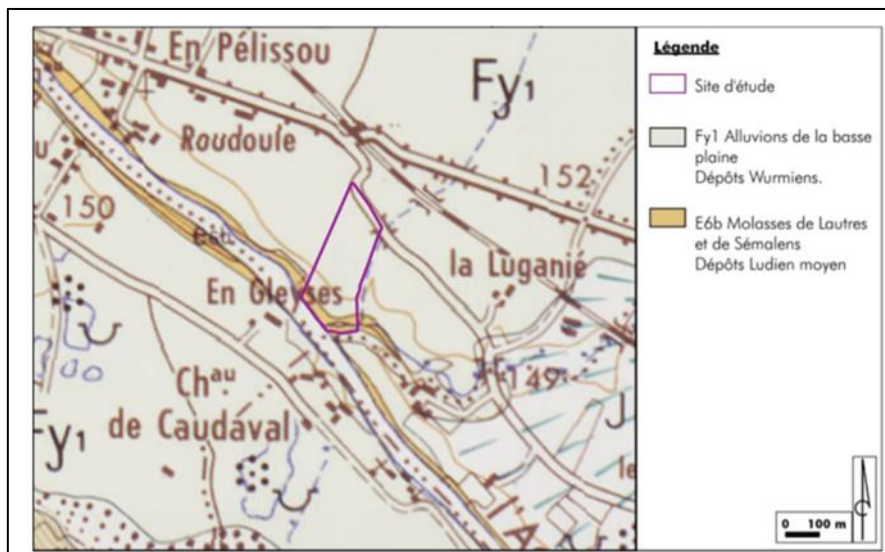 En Pélissou
Fy1
Roudoule
152
150
e6b
En Gleyses
la Luganié
149
Chau
de Caudaval
Fy1
J
le
Légende
Site d'étude
Fy1 Alluvions de la basse
plaine
Dépôts Wurmiens.
E6b Molasses de Lautres
et de Sémalens
Dépôts Ludien moyen
0 100 m